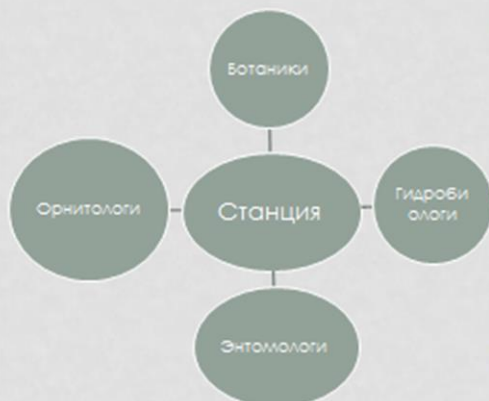 Ботаники
Орнитологи
Станция
Гидроби
ологи
Энтомологи